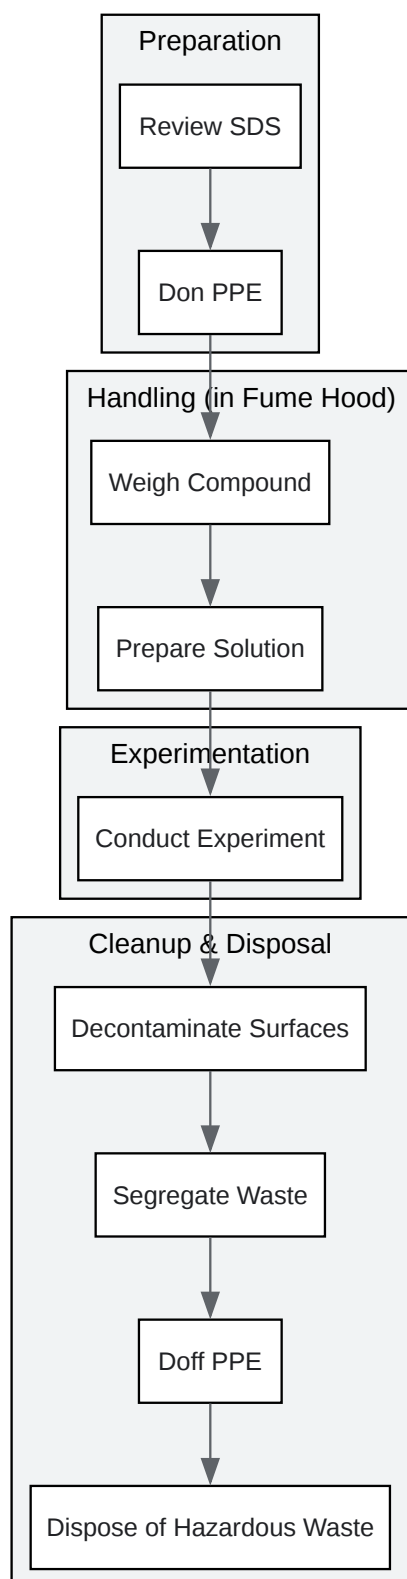 Preparation
Review SDS
Don PPE
Handling (in Fume Hood)
Weigh Compound
Prepare Solution
Experimentation
Conduct Experiment
Cleanup & Disposal
Decontaminate Surfaces
Segregate Waste
Doff PPE
Dispose of Hazardous Waste